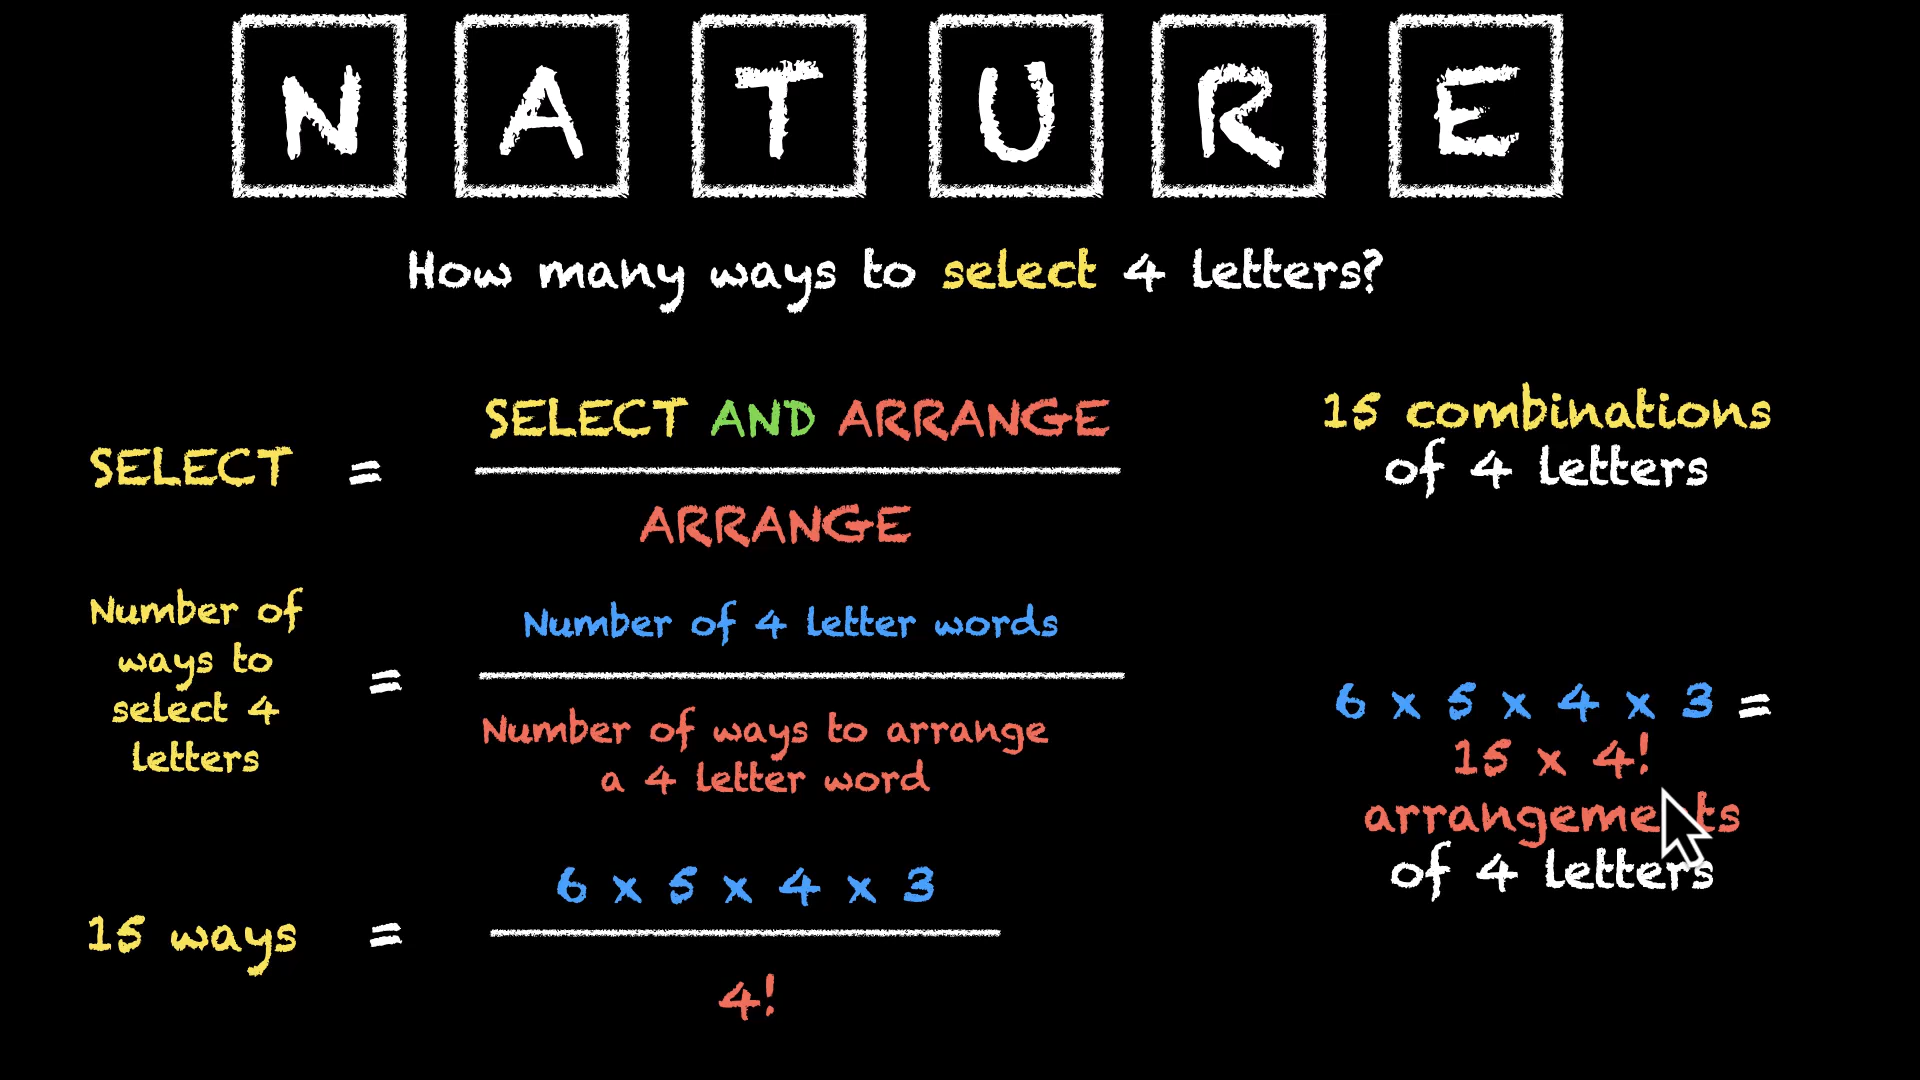 N A T U R E
How many ways to select 4 letters?
SELECT = SELECT AND ARRANGE
ARRANGE
15 combinations
of 4 letters
Number of
ways to
select 4
letters
=
Number of 4 letter words
Number of ways to arrange
a 4 letter word
6 x 5 x 4 x 3 =
15 x 4!
arrangements
of 4 letters
15 ways = 6 x 5 x 4 x 3
4!